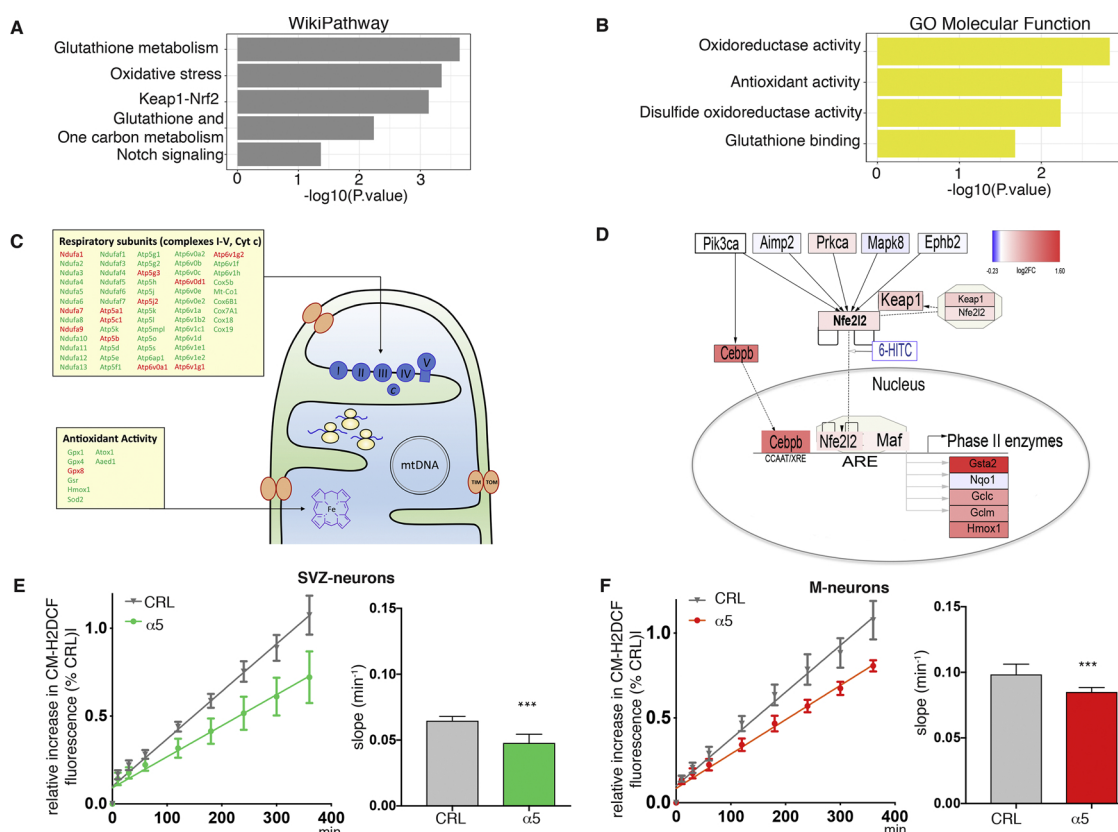 A
WikiPathway
Glutathione metabolism
Oxidative stress
Keap1-Nrf2
Glutathione and
One carbon metabolism
Notch signaling
0 1 2 3
-log10(P.value)
B
GO Molecular Function
Oxidoreductase activity
Antioxidant activity
Disulfide oxidoreductase activity
Glutathione binding
0 1 2
-log10(P.value)
C
Respiratory subunits (complexes I-V, Cyt c)
Ndufa1 Ndufaf1 Atp5g1 Atp6v0a2 Atp6v1g2
Ndufa2 Ndufaf3 Atp5g2 Atp6v0b Atp6v1f
Ndufa3 Ndufaf4 Atp5g3 Atp6v0c Atp6v1h
Ndufa4 Ndufaf5 Atp5h Atp6v0d1 Cox5b
Ndufa5 Ndufaf6 Atp5j Atp6v0e Mt-Co1
Ndufa6 Ndufaf7 Atp5j2 Atp6v0e2 Cox6B1
Ndufa7 Atp5a1 Atp5k Atp6v1a Cox7A1
Ndufa8 Atp5c1 Atp5l Atp6v1b2 Cox18
Ndufa9 Atp5k Atp5mpl Atp6v1c1 Cox19
Ndufa10 Atp5b Atp5o Atp6v1d
Ndufa11 Atp5d Atp5s Atp6v1e1
Ndufa12 Atp5e Atp6ap1 Atp6v1e2
Ndufa13 Atp5f1 Atp6v0a1 Atp6v1g1
I II III IV V
c
Antioxidant Activity
Gpx1 Atox1
Gpx4 Aaed1
Gpx8
Gsr
Hmox1
Sod2
mtDNA
TIM TOM
Fe
D
Pik3ca Aimp2 Prkca Mapk8 Ephb2
-0.23 log2FC 1.60
Keap1
Keap1
Nfe2l2
Nfe2l2
6-HITC
Cebpb
Nucleus
Cebpb
CCAAT/XRE
Nfe2l2 Maf
ARE
Phase II enzymes
Gsta2
Nqo1
Gclc
Gclm
Hmox1
E
SVZ-neurons
relative increase in CM-H2DCF
fluorescence (% CRL)l
CRL
α5
1.0
0.5
0.0
0 100 200 300 400
min
slope (min⁻¹)
0.15
0.10
0.05
0.00
***
CRL α5
F
M-neurons
relative increase in CM-H2DCF
fluorescence (% CRL)l
CRL
α5
1.0
0.5
0.0
0 100 200 300 400
min
slope (min⁻¹)
0.15
0.10
0.05
0.00
***
CRL α5